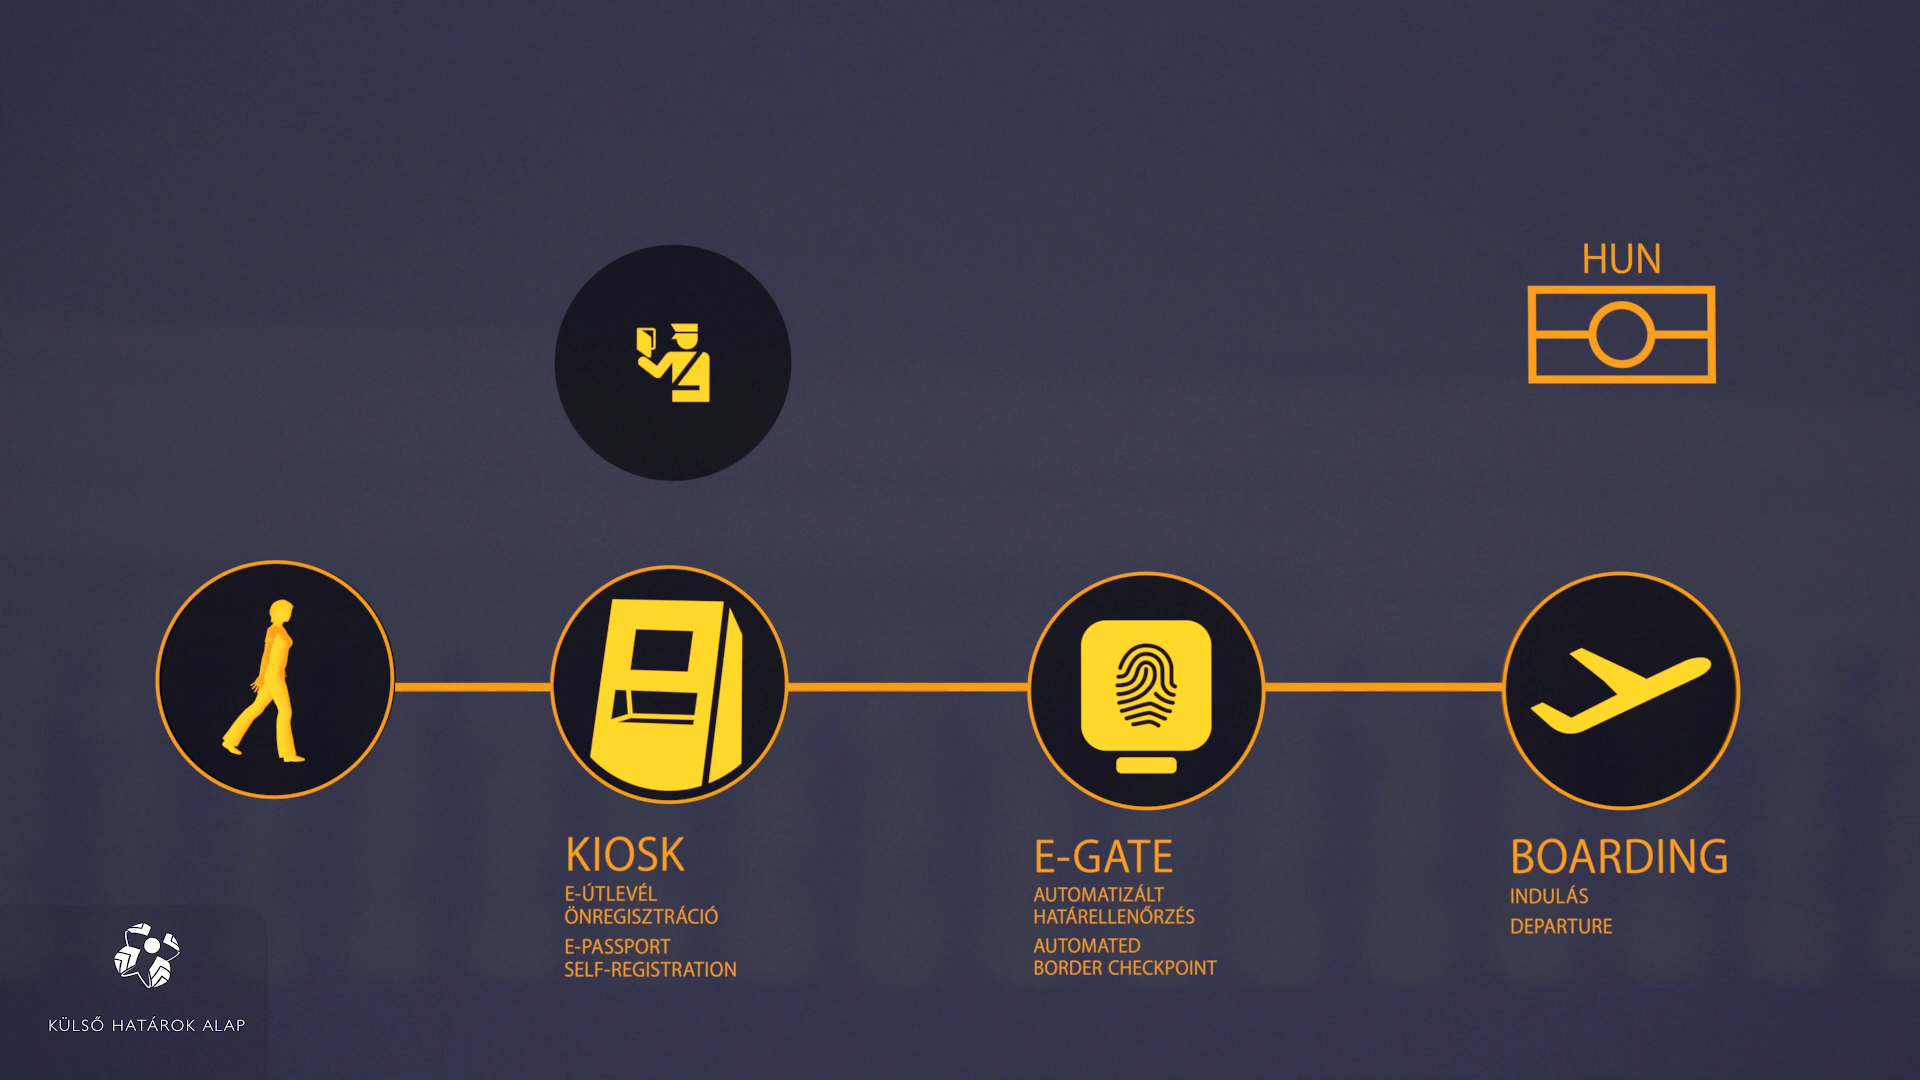 HUN
KIOSK
E-ÚTLEVÉL
ÖNREGISZTRÁCIÓ
E-PASSPORT
SELF-REGISTRATION
E-GATE
AUTOMATIZÁLT
HATÁRELLENŐRZÉS
AUTOMATED
BORDER CHECKPOINT
BOARDING
INDULÁS
DEPARTURE
KÜLSŐ HATÁROK ALAP